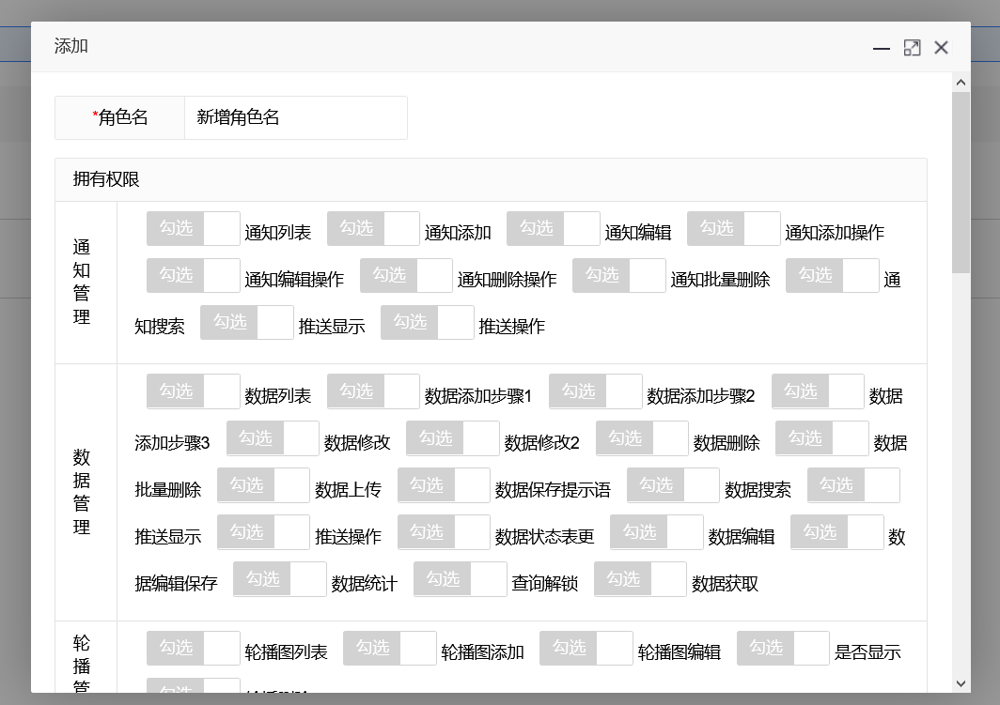 添加
*角色名 新增角色名
拥有权限
通知管理
勾选 通知列表 勾选 通知添加 勾选 通知编辑 勾选 通知添加操作
勾选 通知编辑操作 勾选 通知删除操作 勾选 通知批量删除 勾选 通
知搜索 勾选 推送显示 勾选 推送操作
数据管理
勾选 数据列表 勾选 数据添加步骤1 勾选 数据添加步骤2 勾选 数据
添加步骤3 勾选 数据修改 勾选 数据修改2 勾选 数据删除 勾选 数据
批量删除 勾选 数据上传 勾选 数据保存提示语 勾选 数据搜索 勾选
推送显示 勾选 推送操作 勾选 数据状态表更 勾选 数据编辑 勾选 数
据编辑保存 勾选 数据统计 勾选 查询解锁 勾选 数据获取
轮播管
勾选 轮播图列表 勾选 轮播图添加 勾选 轮播图编辑 勾选 是否显示
勾选